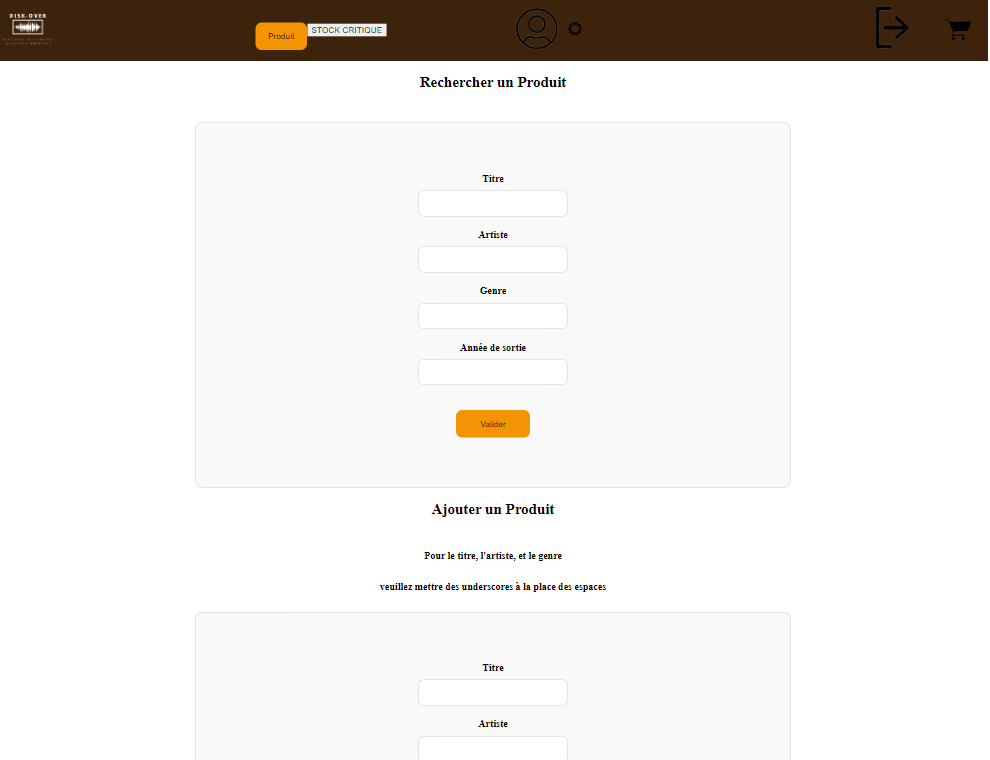 DISK-OVER
Produit
STOCK CRITIQUE
Rechercher un Produit
Titre
Artiste
Genre
Année de sortie
Valider
Ajouter un Produit
Pour le titre, l'artiste, et le genre
veuillez mettre des underscores à la place des espaces
Titre
Artiste